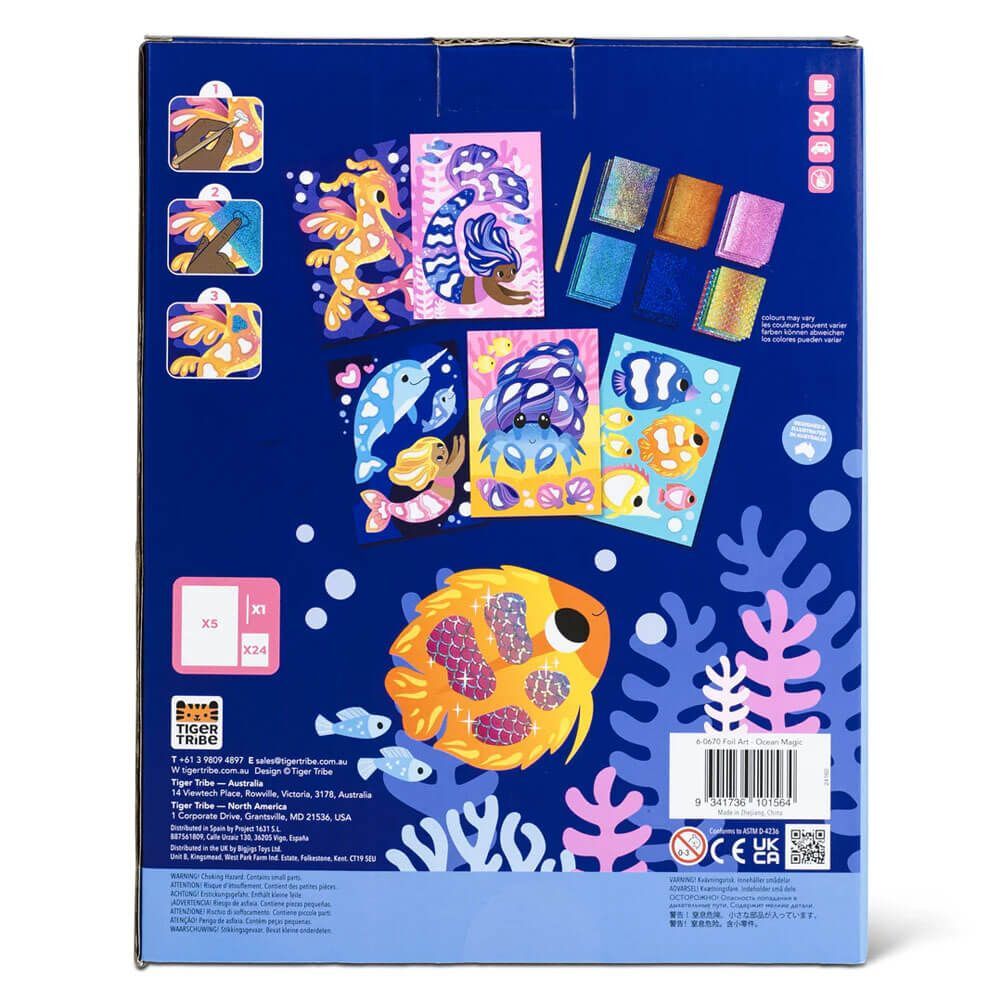 1
2
3
colours may vary
les couleurs peuvent varier
farben können abweichen
los colores pueden variar
DESIGNED &
ILLUSTRATED
IN AUSTRALIA
X5
X1
X24
TIGER
TRIBE
T +61 3 9809 4897 E sales@tigertribe.com.au
W tigertribe.com.au Design © Tiger Tribe
Tiger Tribe — Australia
14 Viewtech Place, Rowville, Victoria, 3178, Australia
Tiger Tribe — North America
1 Corporate Drive, Grantsville, MD 21536, USA
Distributed in Spain by Project 1631 S.L.
B87561809, Calle Urzaiz 130, 36205 Vigo, España
Distributed in the UK by Bigjigs Toys Ltd.
Unit B, Kingsmead, West Park Farm Ind. Estate, Folkestone, Kent. CT19 5EU
6-0670 Foil Art - Ocean Magic
9 341736 101564
Made in Zhejiang, China
24160
0-3
Conforms to ASTM D-4236
CE
UK
CA
WARNING! Choking Hazard. Contains small parts.
ATTENTION! Risque d'étouffement. Contient des petites pièces.
ACHTUNG! Erstickungsgefahr. Enthält kleine Teile.
¡ADVERTENCIA! Riesgo de asfixia. Contiene piezas pequeñas.
ATTENZIONE! Rischio di soffocamento. Contiene piccole parti.
ATENÇÃO! Perigo de asfixia. Contém peças pequenas.
WAARSCHUWING! Stikkingsgevaar. Bevat kleine onderdelen.
VARNING! Kvävningsrisk. Innehåller smådelar.
ADVARSEL! Kvætningsfare. Indeholder små dele.
ОСТОРОЖНО! Опасность попадания в
дыхательные пути. Содержит мелкие детали.
警告！窒息危険。小さな部品が入っています。
警告！窒息危险。含小零件。